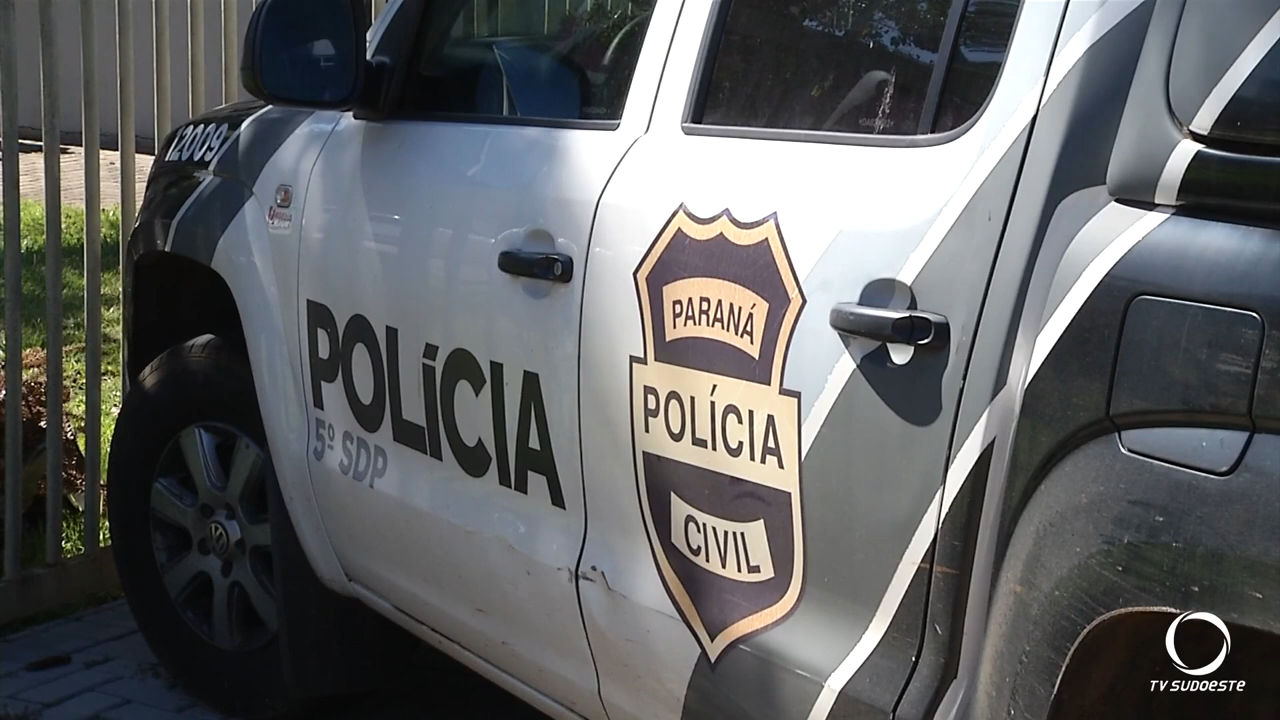 12009
POLÍCIA
5º SDP
PARANÁ
POLÍCIA
CIVIL
TV SUDOESTE